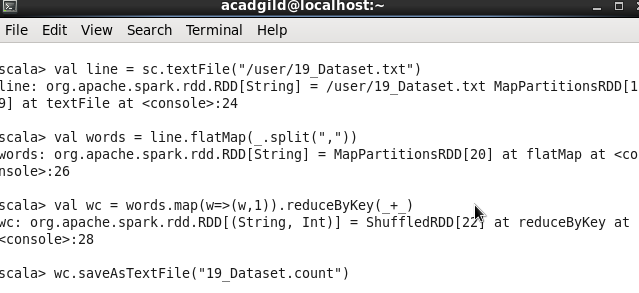 acadgild@localhost:~
File Edit View Search Terminal Help
scala> val line = sc.textFile("/user/19_Dataset.txt")
line: org.apache.spark.rdd.RDD[String] = /user/19_Dataset.txt MapPartitionsRDD[1
9] at textFile at <console>:24
scala> val words = line.flatMap(_.split(","))
words: org.apache.spark.rdd.RDD[String] = MapPartitionsRDD[20] at flatMap at <co
nsole>:26
scala> val wc = words.map(w=>(w,1)).reduceByKey(_+_)
wc: org.apache.spark.rdd.RDD[(String, Int)] = ShuffledRDD[22] at reduceByKey at
<console>:28
scala> wc.saveAsTextFile("19_Dataset.count")